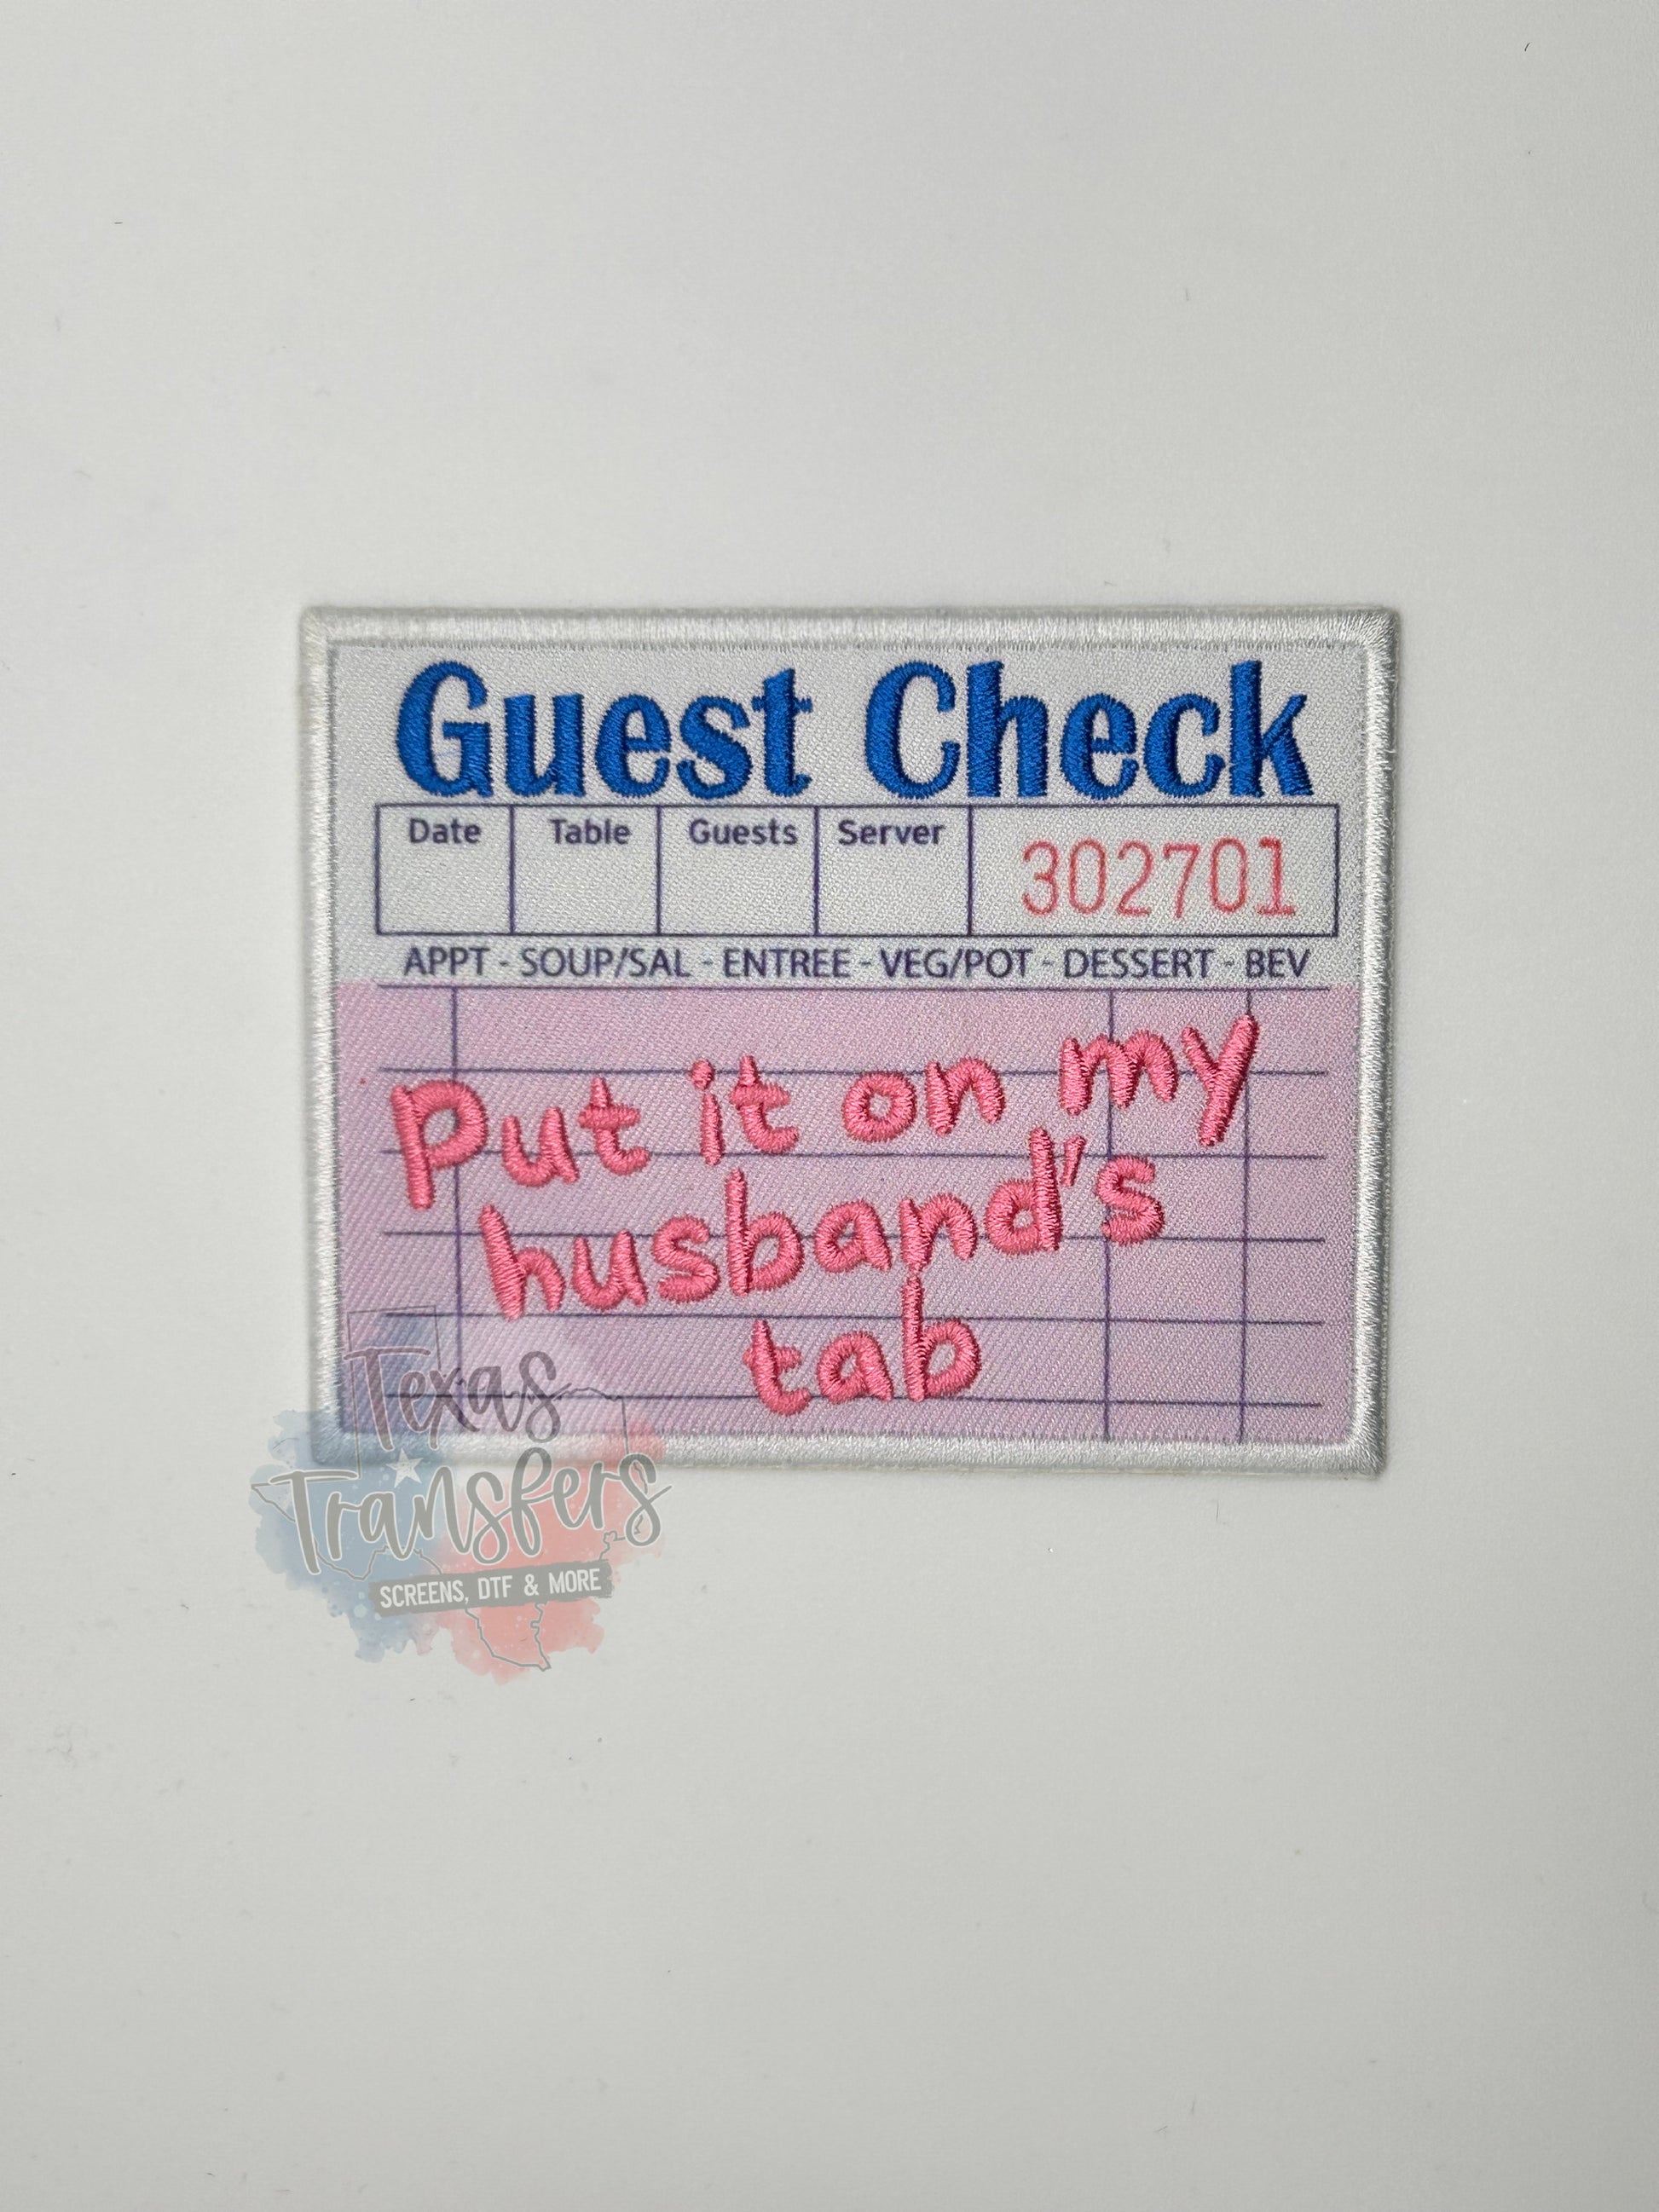 Guest Check
Date Table Guests Server 302701
APPT - SOUP/SAL - ENTREE - VEG/POT - DESSERT - BEV
Put it on my
husband's
tab
Texas
Transfers
SCREENS, DTF & MORE